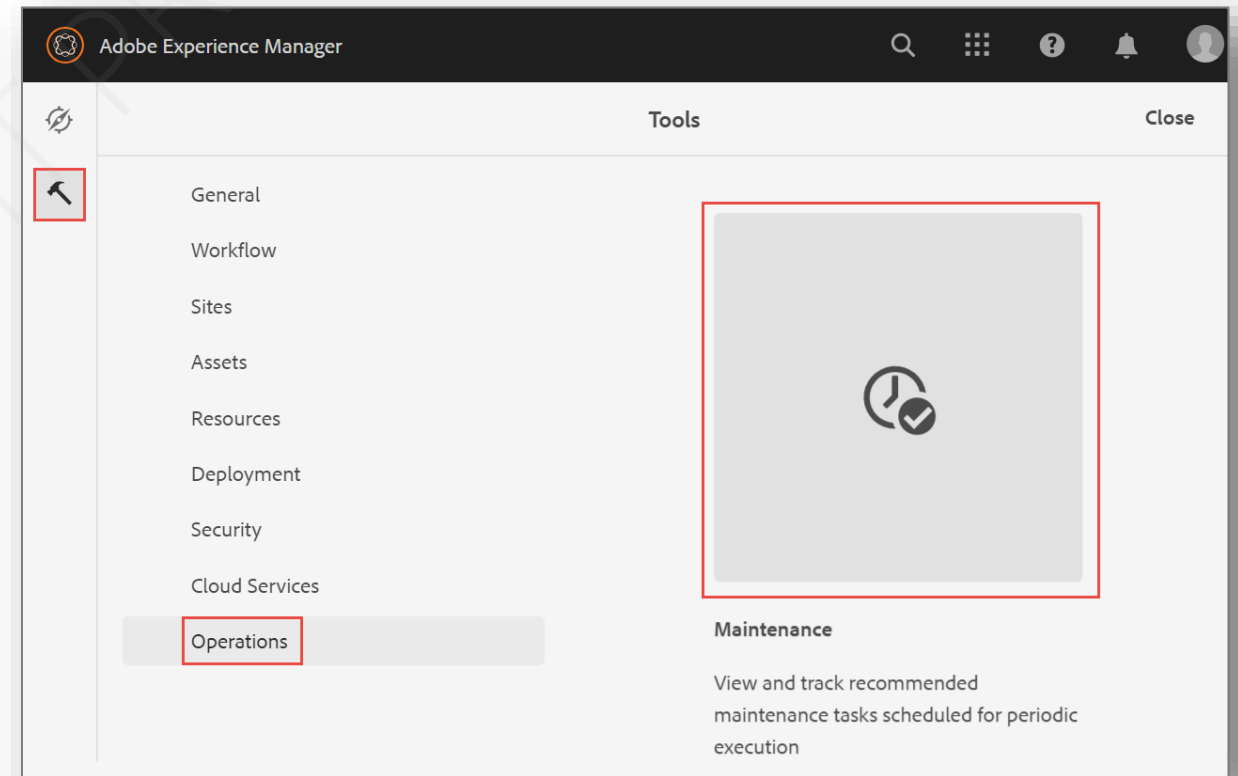 Adobe Experience Manager
Tools
Close
General
Workflow
Sites
Assets
Resources
Deployment
Security
Cloud Services
Operations
Maintenance
View and track recommended
maintenance tasks scheduled for periodic
execution